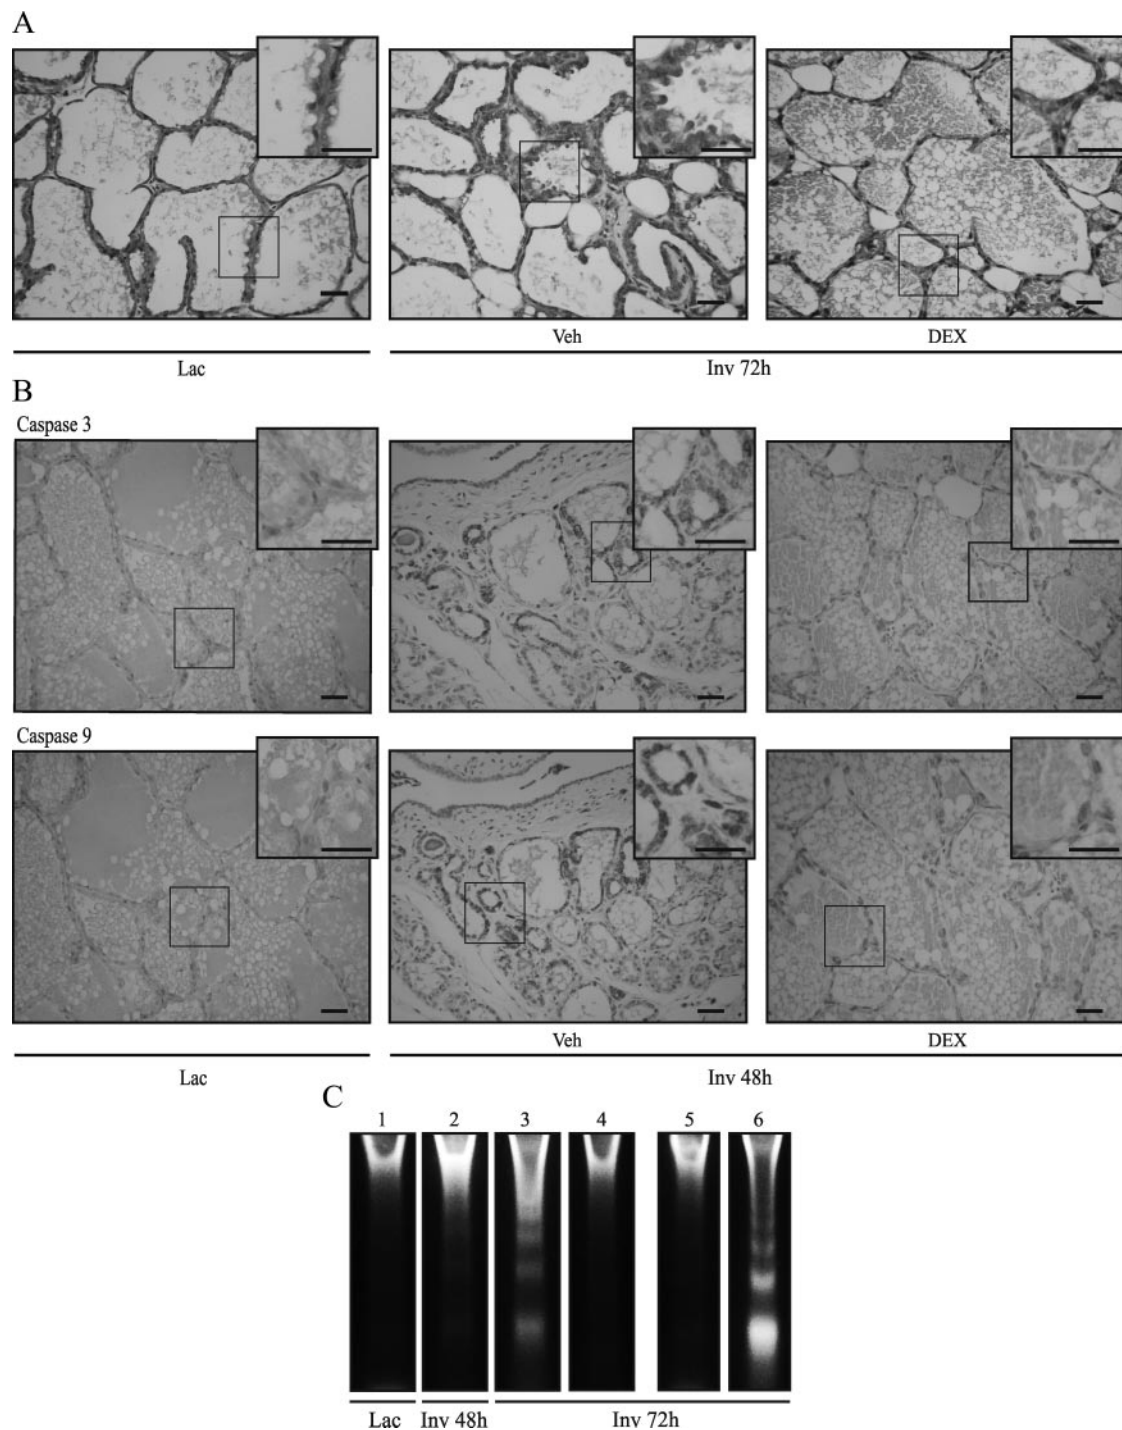 A
Veh
DEX
Lac
Inv 72h
B
Caspase 3
Caspase 9
Veh
DEX
Lac
Inv 48h
C
1 2 3 4 5 6
Lac Inv 48h Inv 72h